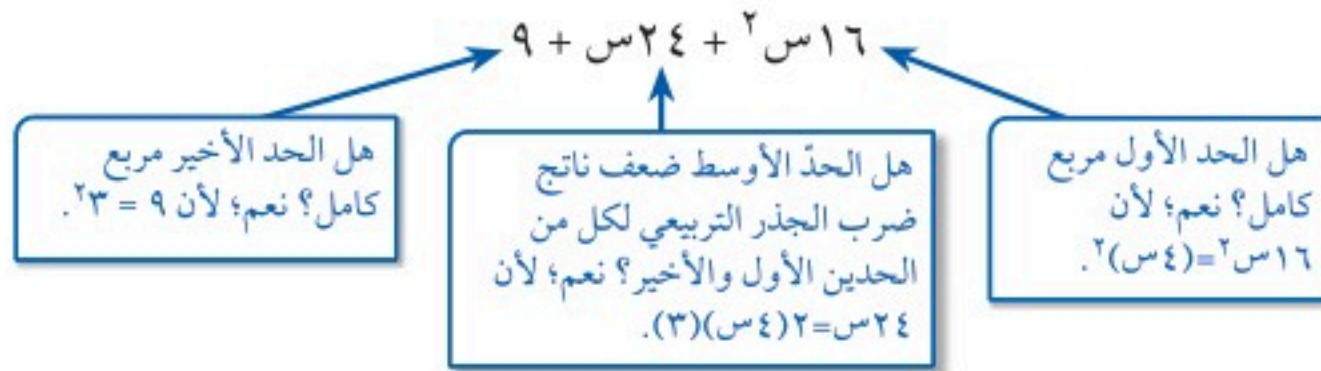 ١٦س٢ + ٢٤س + ٩
هل الحد الأول مربع
كامل؟ نعم؛ لأن
١٦س٢=(٤س)٢.
هل الحدّ الأوسط ضعف ناتج
ضرب الجذر التربيعي لكل من
الحدين الأول والأخير؟ نعم؛ لأن
٢٤س=٢(٤س)(٣).
هل الحد الأخير مربع
كامل؟ نعم؛ لأن ٩ = ٣٢.